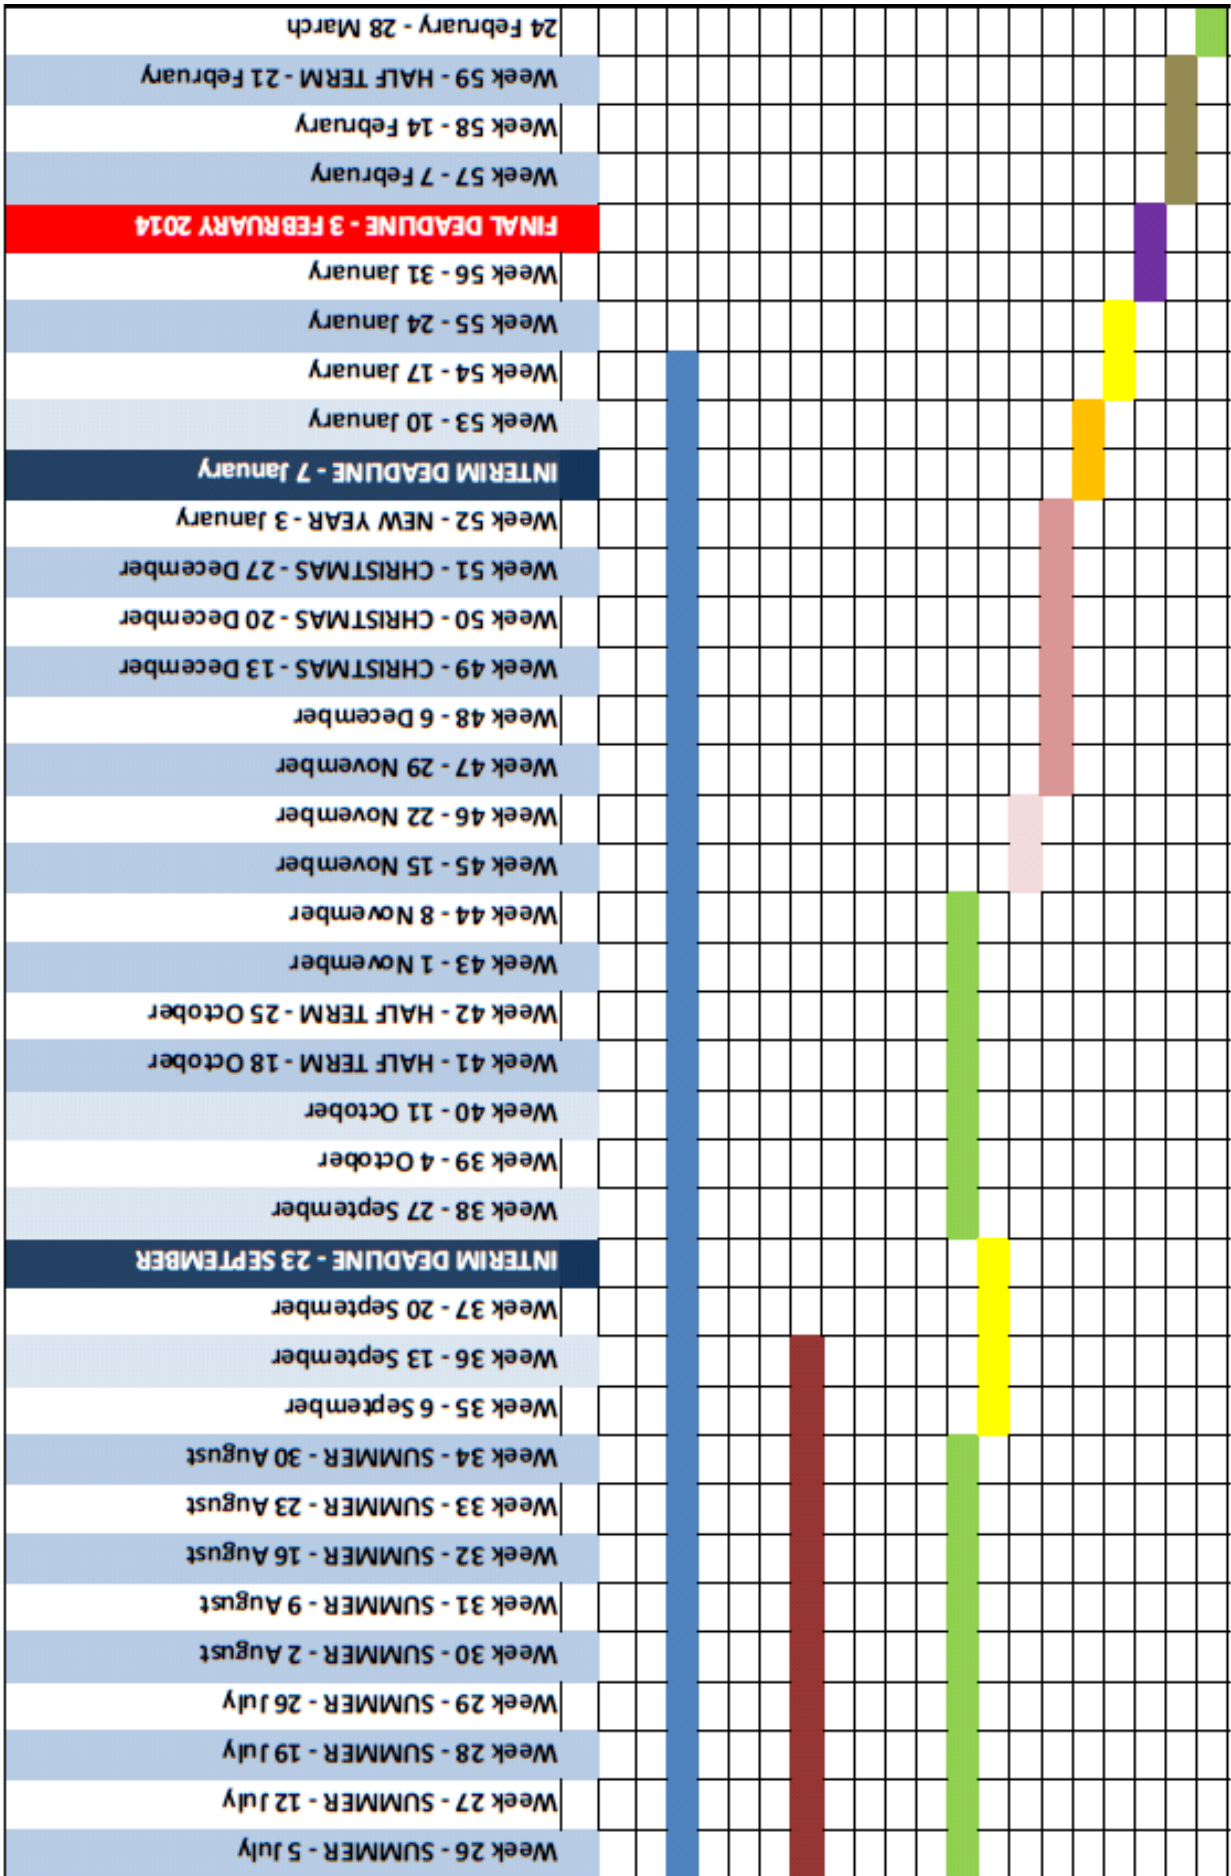 Week 26 - SUMMER - 5 July
Week 27 - SUMMER - 12 July
Week 28 - SUMMER - 19 July
Week 29 - SUMMER - 26 July
Week 30 - SUMMER - 2 August
Week 31 - SUMMER - 9 August
Week 32 - SUMMER - 16 August
Week 33 - SUMMER - 23 August
Week 34 - SUMMER - 30 August
Week 35 - 6 September
Week 36 - 13 September
Week 37 - 20 September
INTERIM DEADLINE - 23 SEPTEMBER
Week 38 - 27 September
Week 39 - 4 October
Week 40 - 11 October
Week 41 - HALF TERM - 18 October
Week 42 - HALF TERM - 25 October
Week 43 - 1 November
Week 44 - 8 November
Week 45 - 15 November
Week 46 - 22 November
Week 47 - 29 November
Week 48 - 6 December
Week 49 - CHRISTMAS - 13 December
Week 50 - CHRISTMAS - 20 December
Week 51 - CHRISTMAS - 27 December
Week 52 - NEW YEAR - 3 January
INTERIM DEADLINE - 7 January
Week 53 - 10 January
Week 54 - 17 January
Week 55 - 24 January
Week 56 - 31 January
FINAL DEADLINE - 3 FEBRUARY 2014
Week 57 - 7 February
Week 58 - 14 February
Week 59 - HALF TERM - 21 February
24 February - 28 March